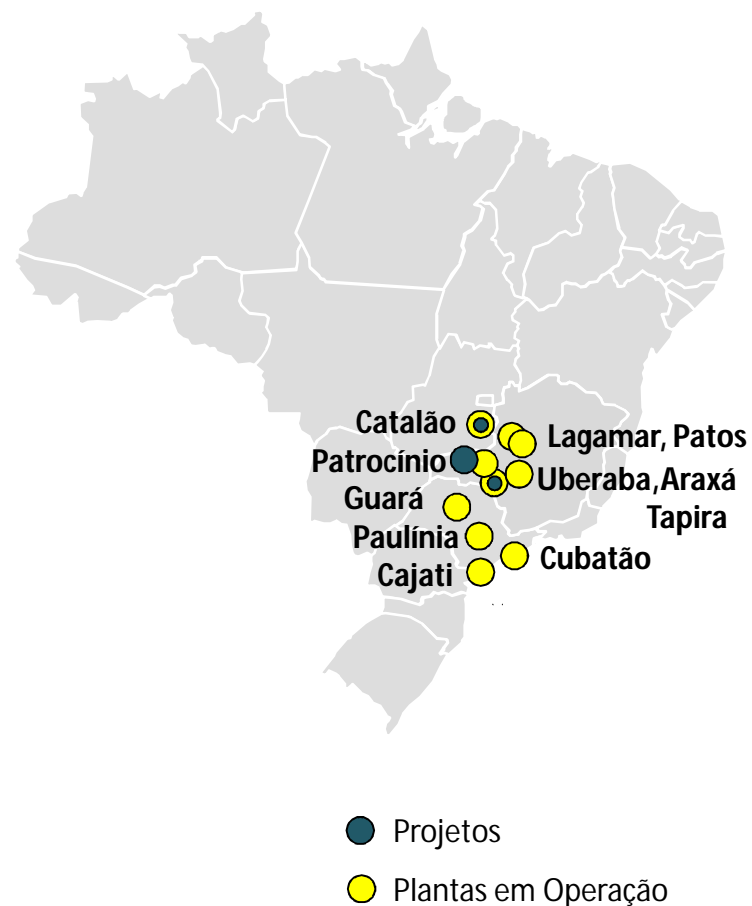 Catalão
Lagamar, Patos
Patrocínio
Uberaba,Araxá
Guará
Tapira
Paulínia
Cubatão
Cajati
Projetos
Plantas em Operação